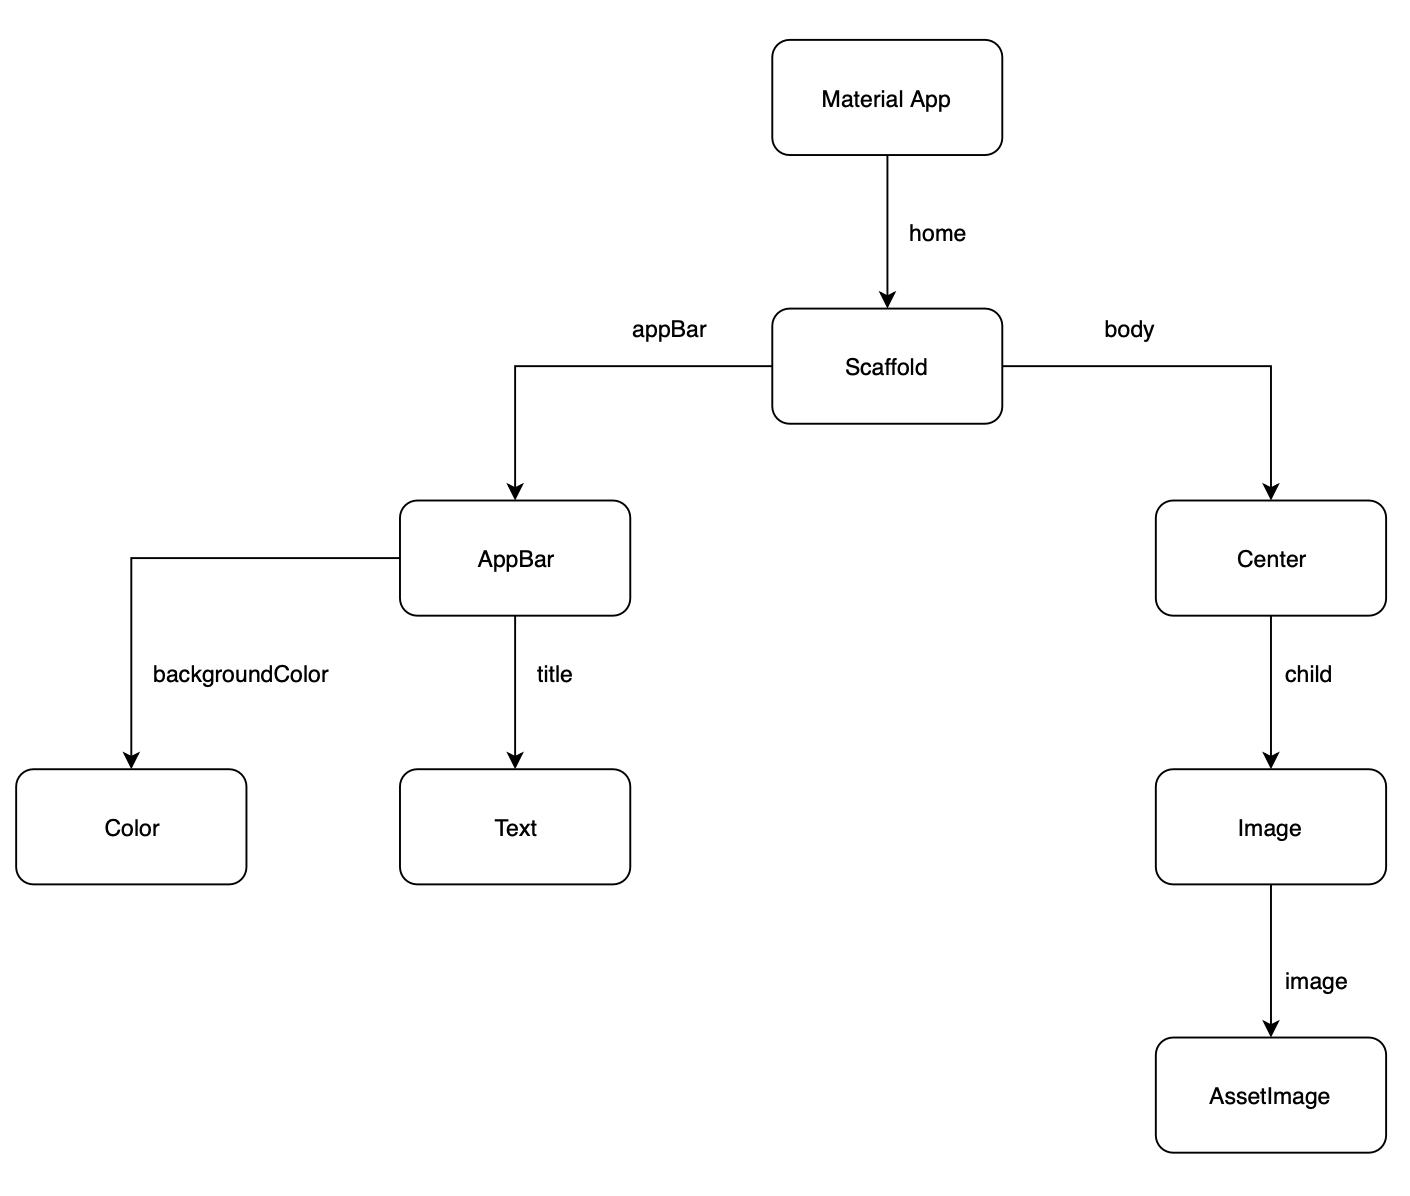 Material App
home
appBar
body
Scaffold
AppBar
Center
backgroundColor
title
child
Color
Text
Image
image
AssetImage